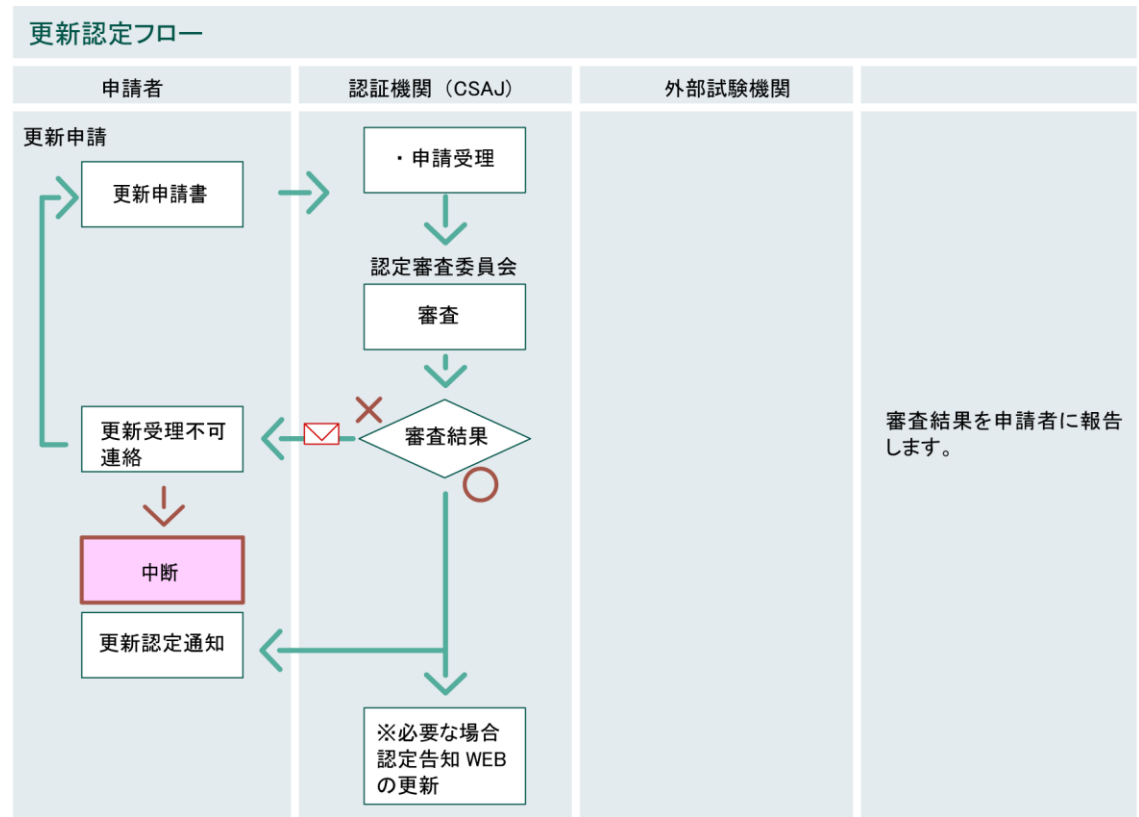 更新認定フロー
申請者
認証機関（CSAJ）
外部試験機関
更新申請
更新申請書
・申請受理
認定審査委員会
審査
審査結果
更新受理不可
連絡
審査結果を申請者に報告
します。
中断
更新認定通知
※必要な場合
認定告知 WEB
の更新